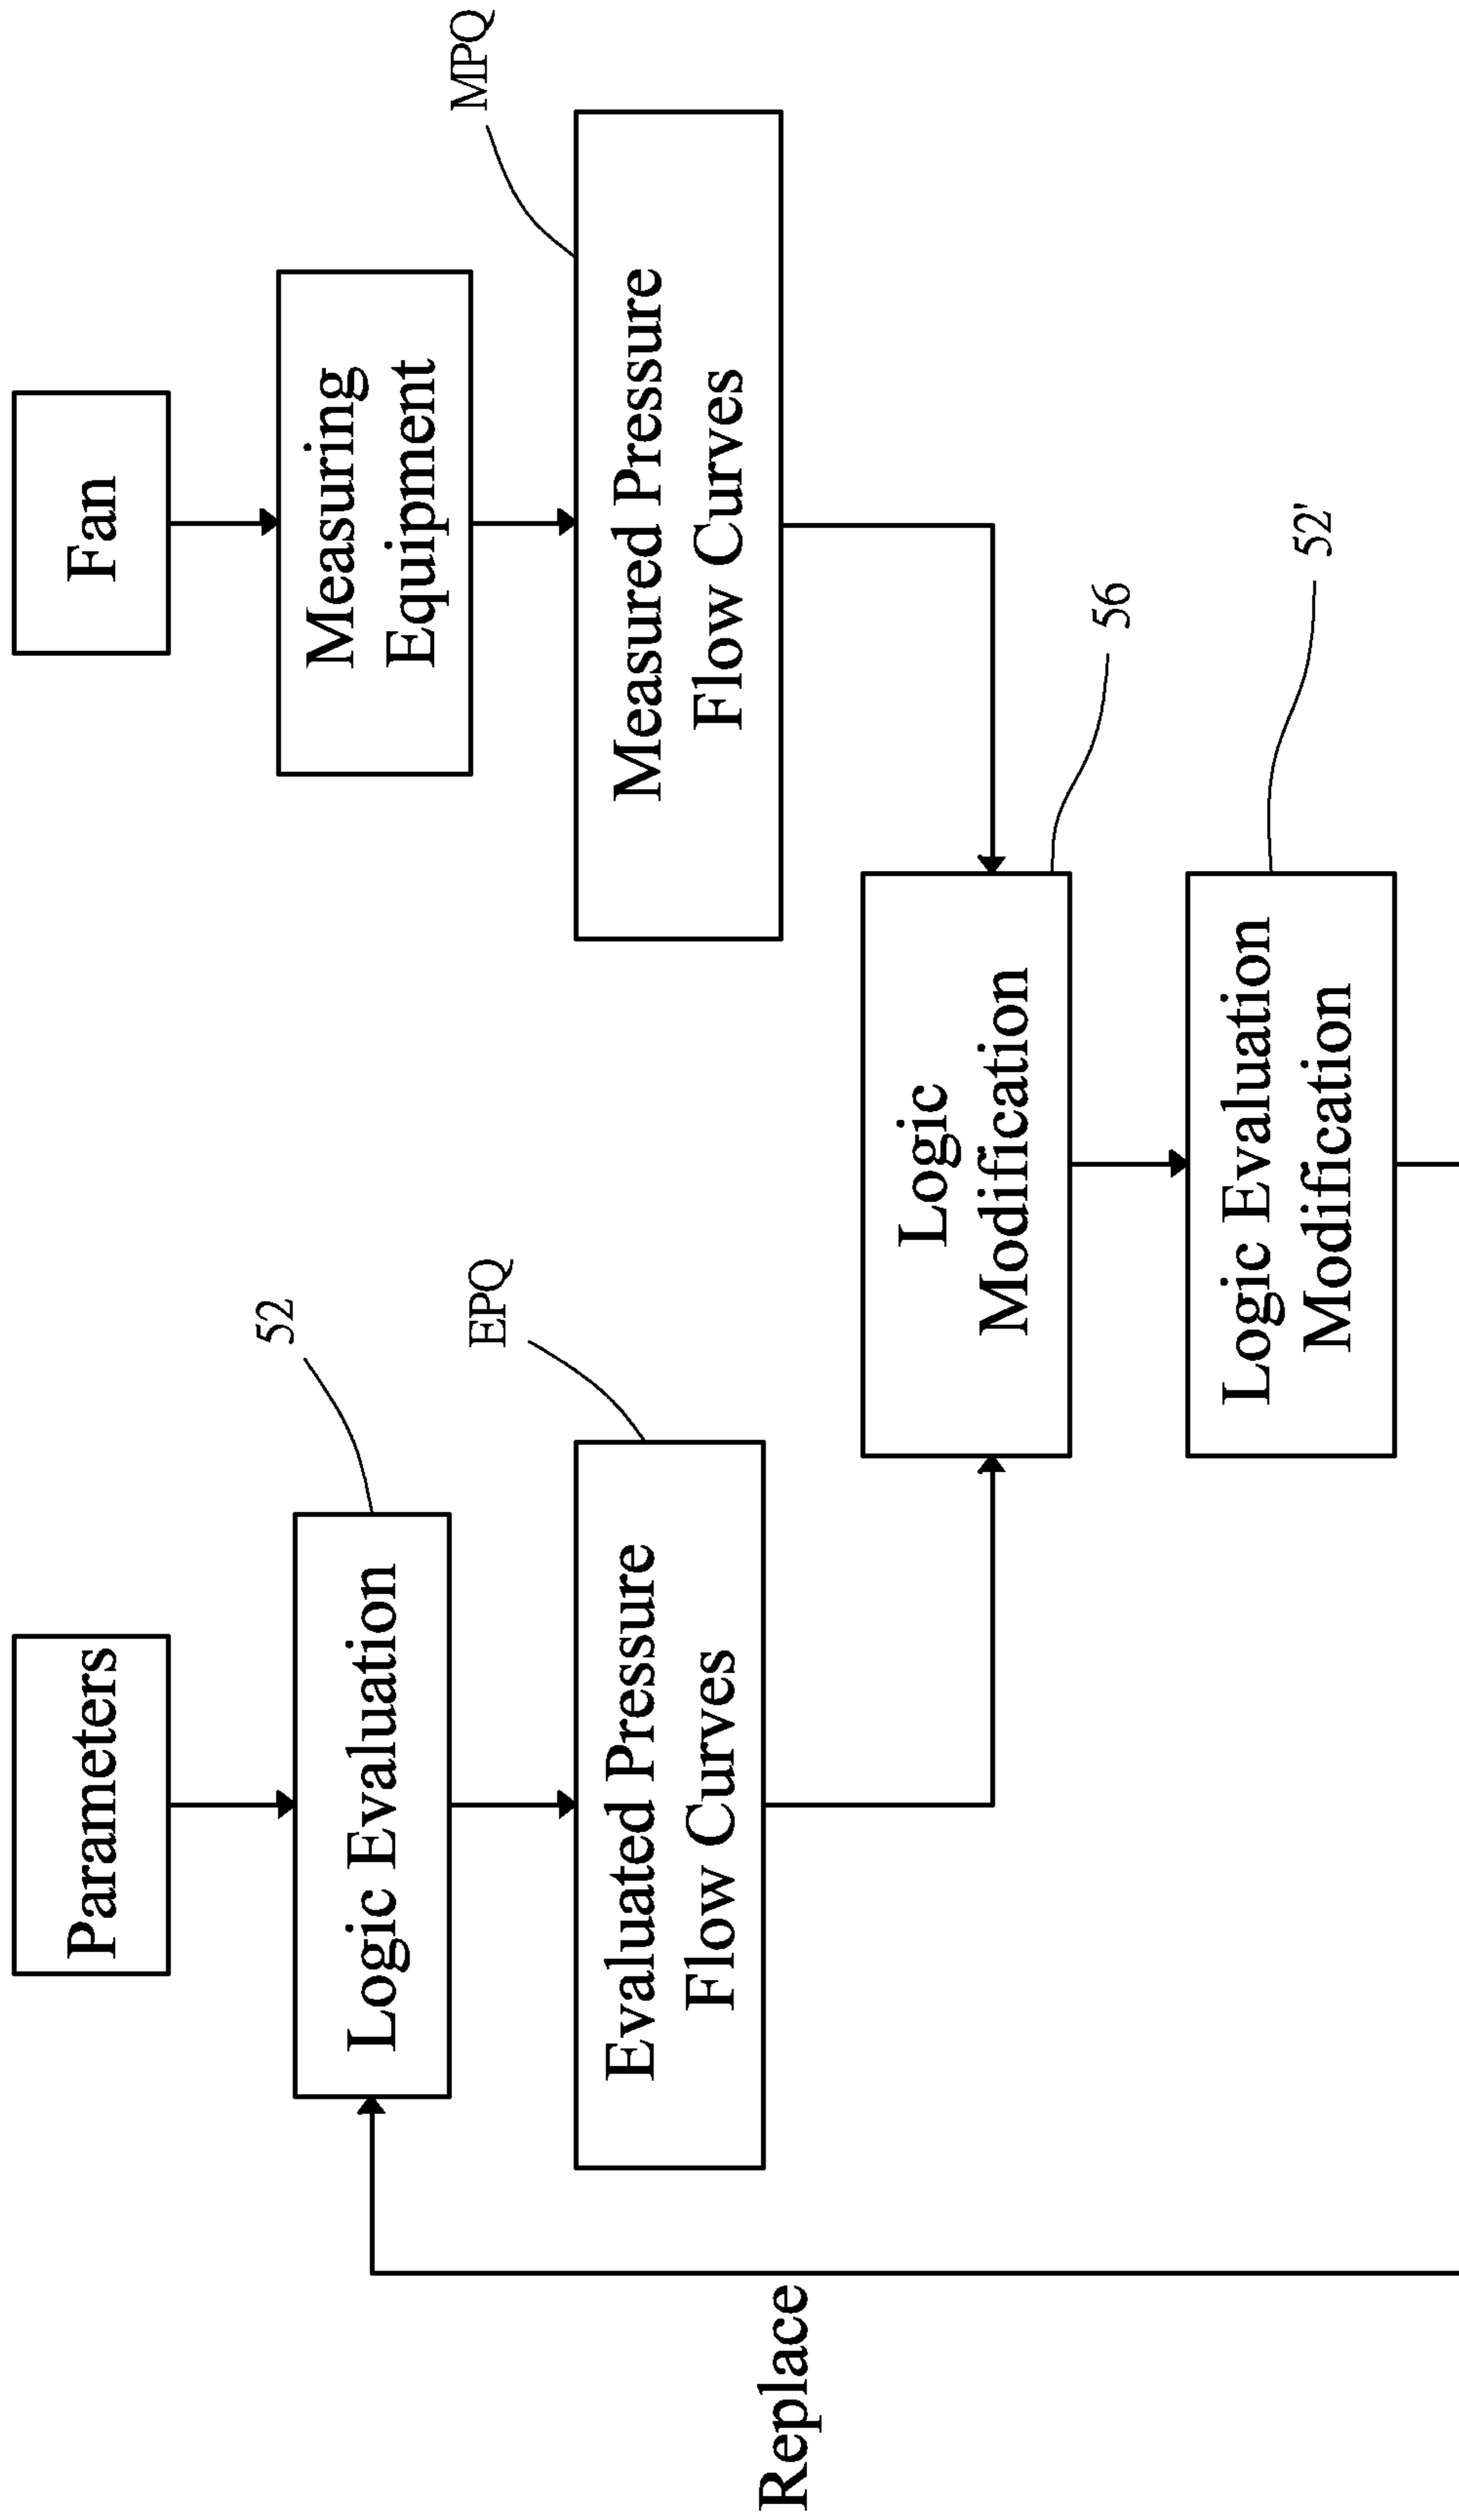 Parameters
Fan
52
Logic Evaluation
Measuring
Equipment
EPQ
MPQ
Evaluated Pressure
Flow Curves
Measured Pressure
Flow Curves
Replace
Logic
Modification
56
Logic Evaluation
Modification
52'